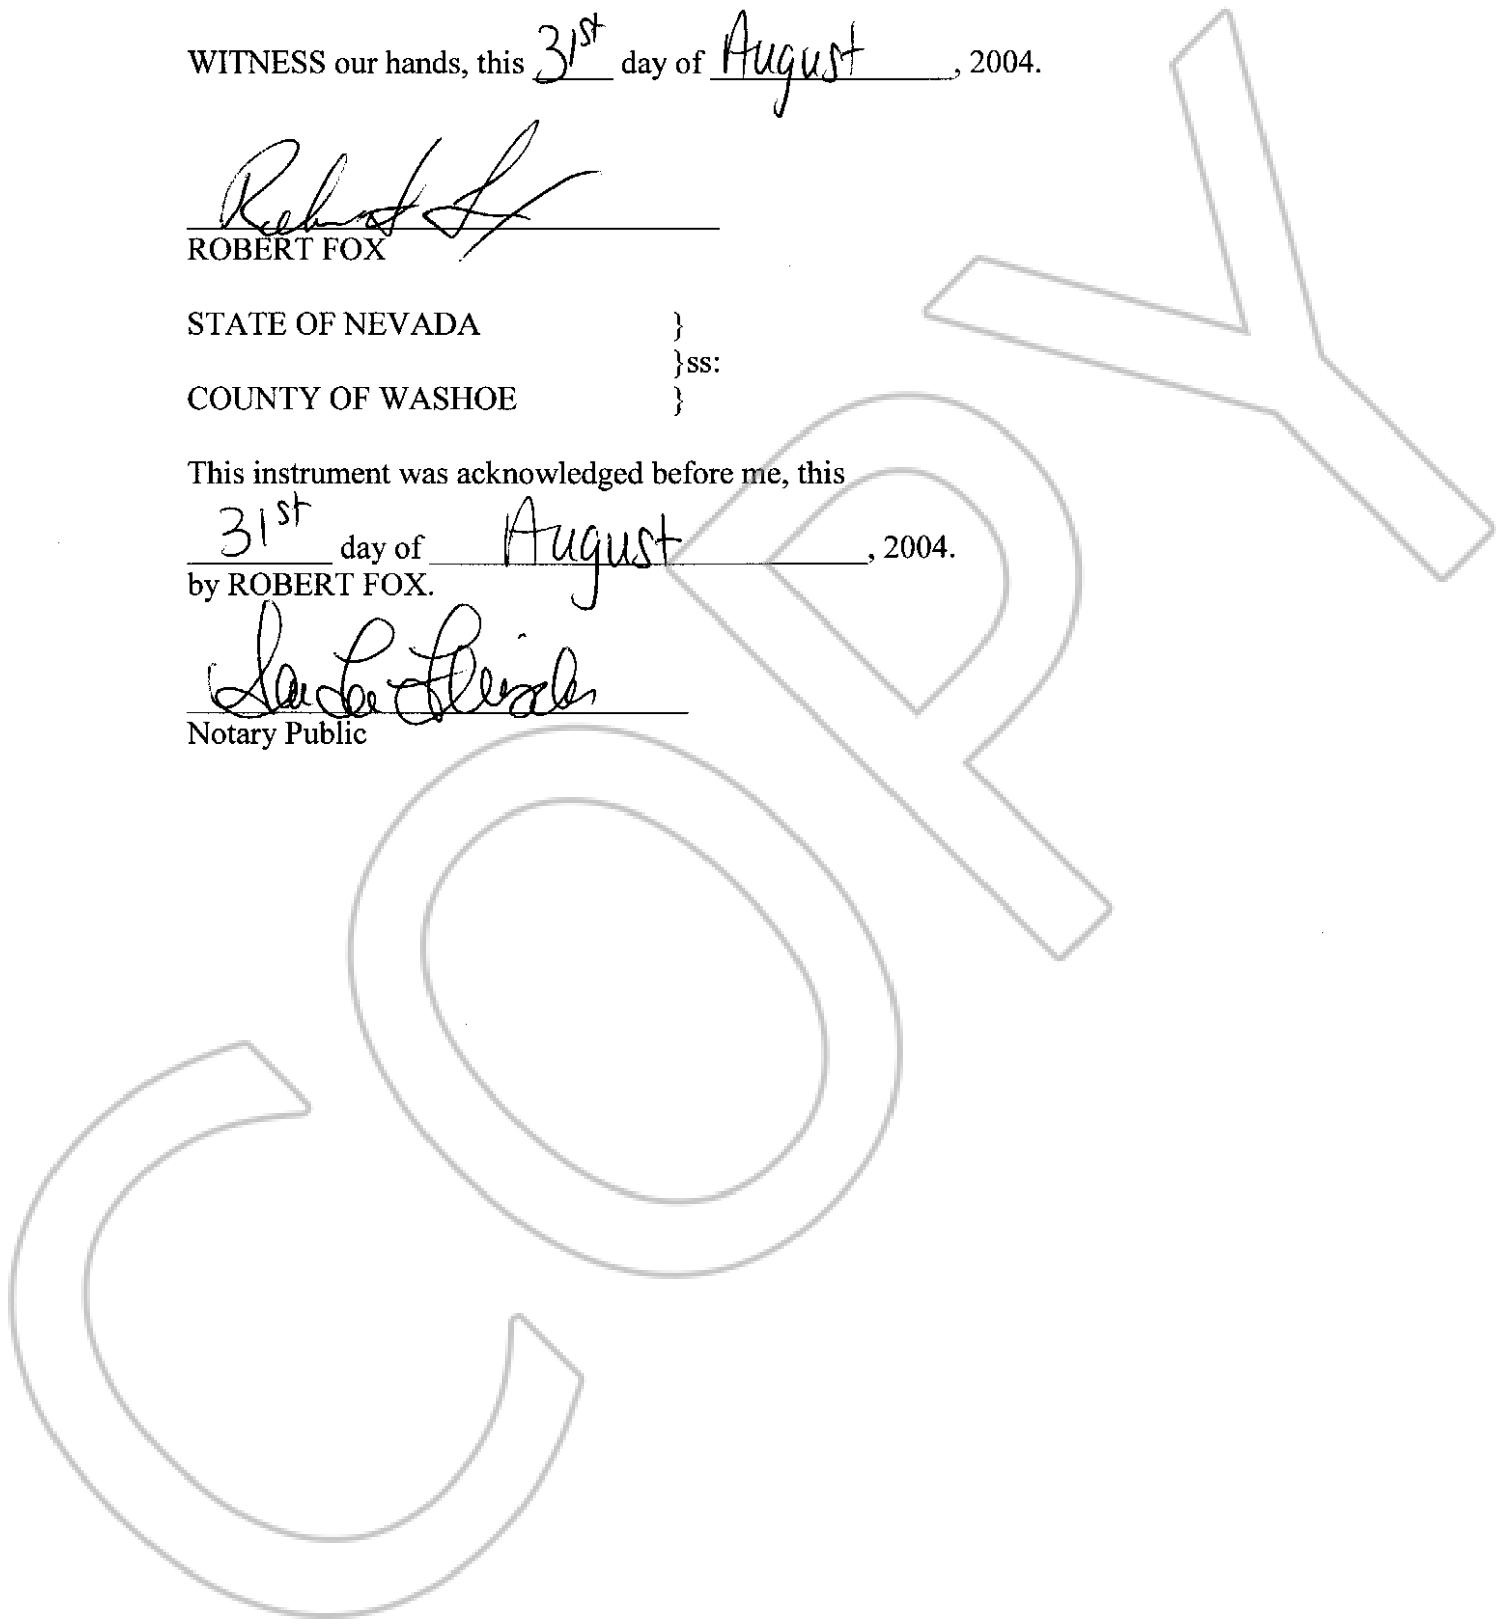 WITNESS our hands, this 31st day of August, 2004.
ROBERT FOX
STATE OF NEVADA }
}ss:
COUNTY OF WASHOE }
This instrument was acknowledged before me, this
31st day of August, 2004.
by ROBERT FOX.
Notary Public
COPY